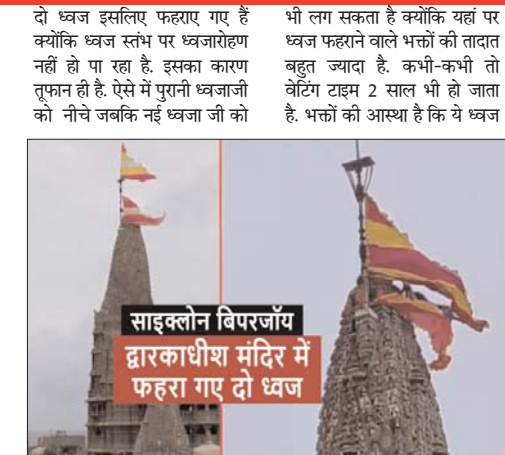 दो ध्वज इसलिए फहराए गए हैं
क्योंकि ध्वज स्तंभ पर ध्वजारोहण
नहीं हो पा रहा है. इसका कारण
तूफान ही है. ऐसे में पुरानी ध्वजाजी
को नीचे जबकि नई ध्वजा जी को
भी लग सकता है क्योंकि यहां पर
ध्वज फहराने वाले भक्तों की तादात
बहुत ज्यादा है. कभी-कभी तो
वेटिंग टाइम 2 साल भी हो जाता
है. भक्तों की आस्था है कि ये ध्वज
साइक्लोन बिपरजॉय
द्वारकाधीश मंदिर में
फहरा गए दो ध्वज